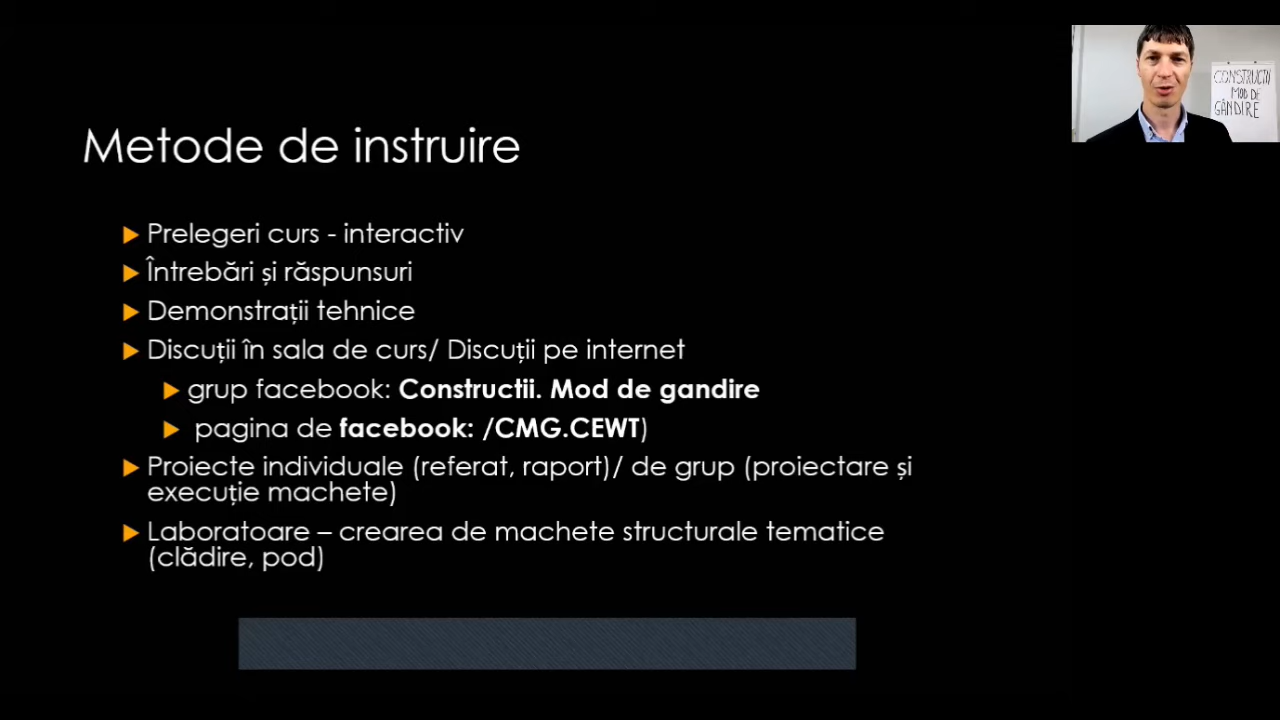 Metode de instruire
Prelegeri curs - interactiv
Întrebări și răspunsuri
Demonstrații tehnice
Discuții în sala de curs/ Discuții pe internet
grup facebook: Constructii. Mod de gandire
pagina de facebook: /CMG.CEWT)
Proiecte individuale (referat, raport)/ de grup (proiectare și
execuție machete)
Laboratoare – crearea de machete structurale tematice
(clădire, pod)
CONSTRUCTII
MOD DE
GÂNDIRE